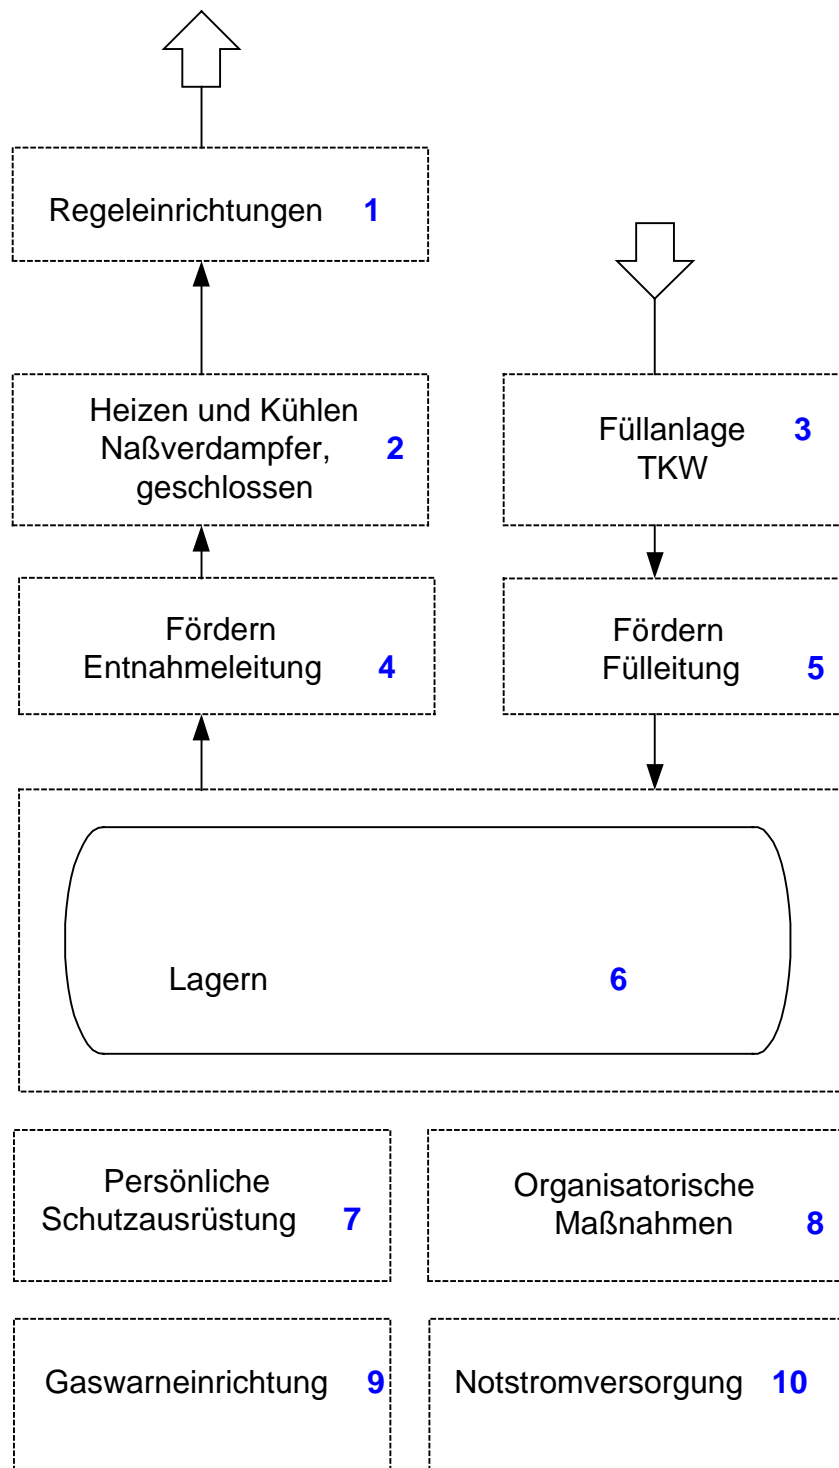 Regeleinrichtungen 1
Heizen und Kühlen
Naßverdampfer, 2
geschlossen
Füllanlage 3
TKW
Fördern
Entnahmeleitung 4
Fördern
Fülleitung 5
Lagern 6
Persönliche
Schutzausrüstung 7
Organisatorische
Maßnahmen 8
Gaswarneinrichtung 9
Notstromversorgung 10